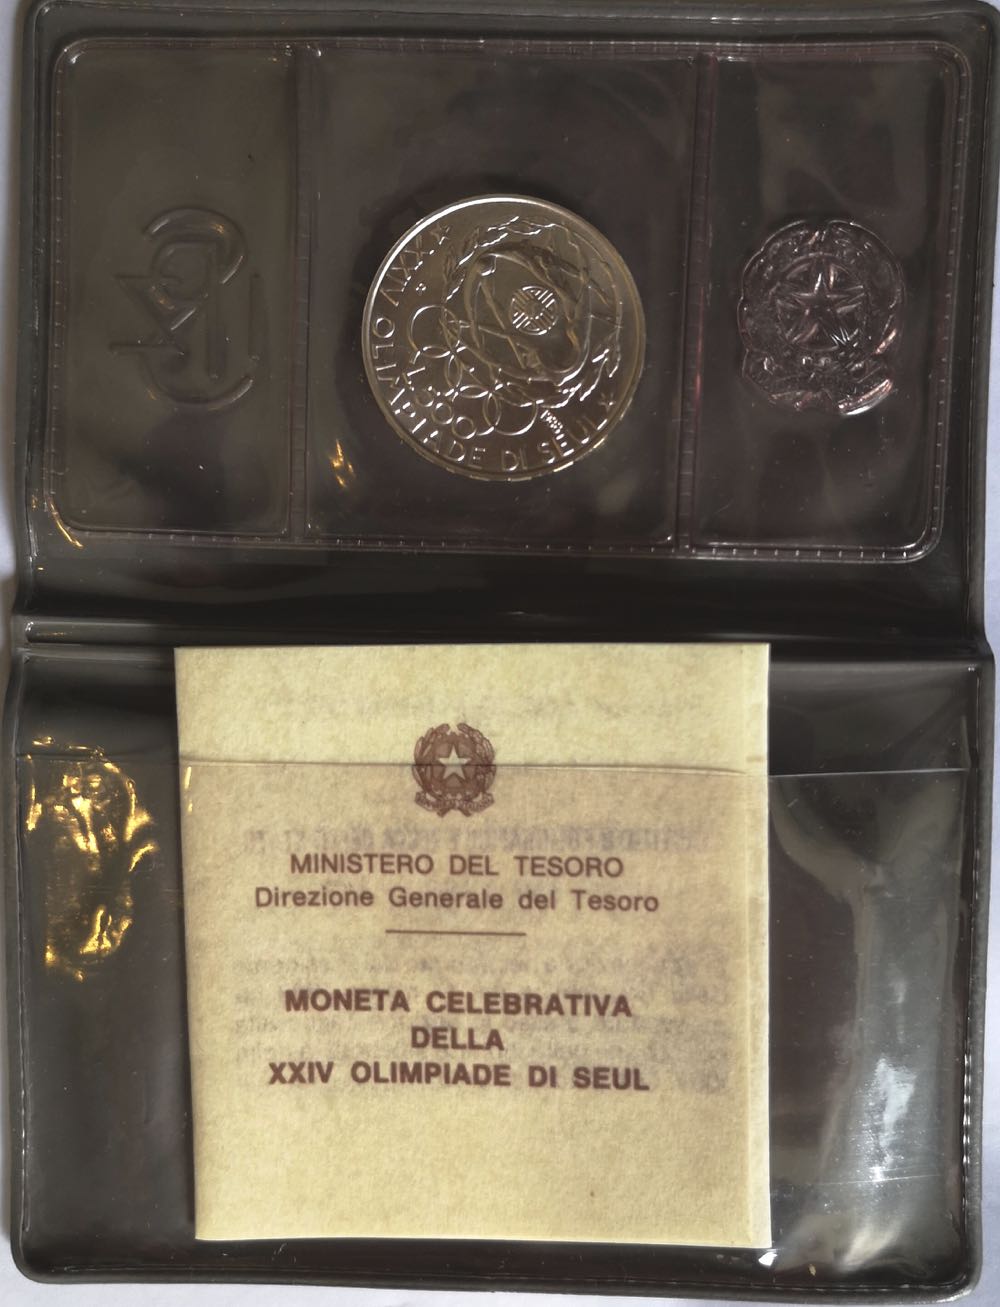 XXIV OLIMPIADE DI SEUL
L.500
1988
MINISTERO DEL TESORO
Direzione Generale del Tesoro
MONETA CELEBRATIVA
DELLA
XXIV OLIMPIADE DI SEUL